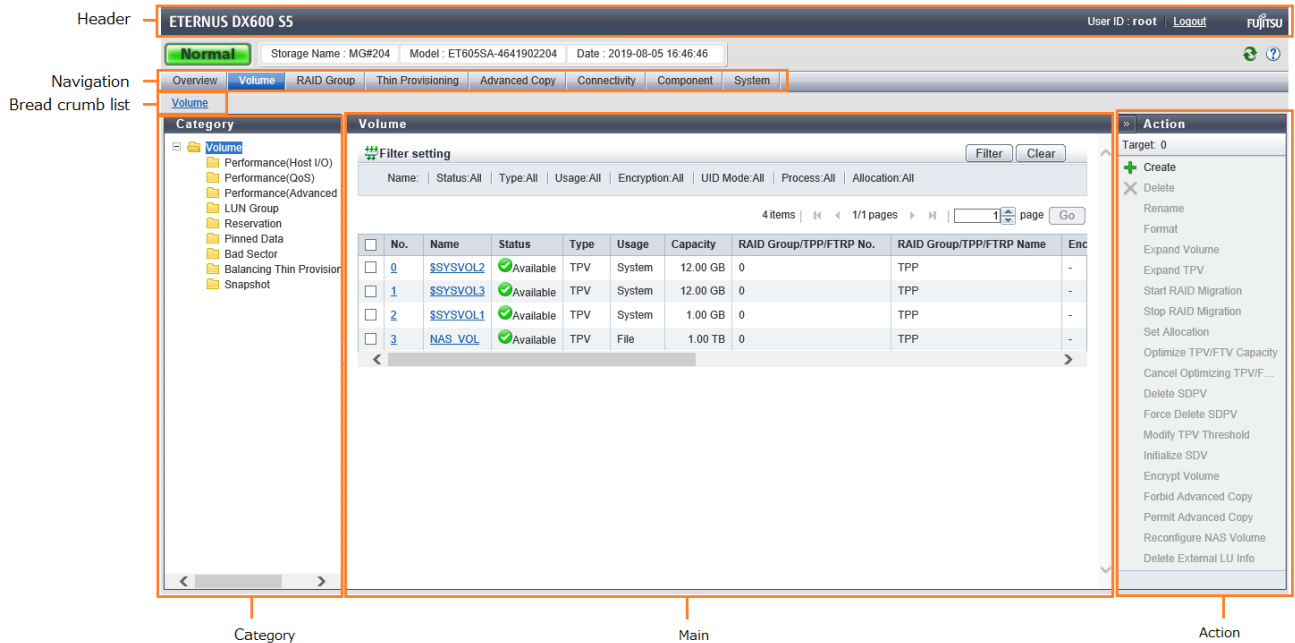 Header
ETERNUS DX600 S5
User ID : root | Logout
FUJITSU
Normal
Storage Name : MG#204
Model : ET605SA-4641902204
Date : 2019-08-05 16:46:46
Navigation
Overview Volume RAID Group Thin Provisioning Advanced Copy Connectivity Component System
Bread crumb list
Volume
Category
Volume
Performance(Host I/O)
Performance(QoS)
Performance(Advanced
LUN Group
Reservation
Pinned Data
Bad Sector
Balancing Thin Provision
Snapshot
Volume
Filter setting
Filter Clear
Name: | Status:All | Type:All | Usage:All | Encryption:All | UID Mode:All | Process:All | Allocation:All
4 items | 1/1 pages | 1 page Go
No. Name Status Type Usage Capacity RAID Group/TPP/FTRP No. RAID Group/TPP/FTRP Name Enc
0 $SYSVOL2 Available TPV System 12.00 GB 0 TPP -
1 $SYSVOL3 Available TPV System 12.00 GB 0 TPP -
2 $SYSVOL1 Available TPV System 1.00 GB 0 TPP -
3 NAS_VOL Available TPV File 1.00 TB 0 TPP -
» Action
Target: 0
Create
Delete
Rename
Format
Expand Volume
Expand TPV
Start RAID Migration
Stop RAID Migration
Set Allocation
Optimize TPV/FTV Capacity
Cancel Optimizing TPV/F...
Delete SDPV
Force Delete SDPV
Modify TPV Threshold
Initialize SDV
Encrypt Volume
Forbid Advanced Copy
Permit Advanced Copy
Reconfigure NAS Volume
Delete External LU Info
Category
Main
Action